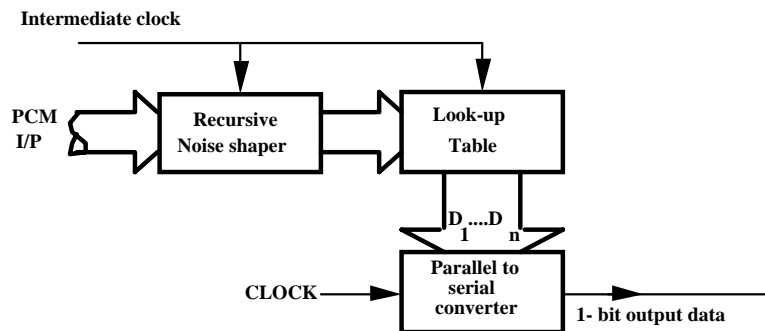 Intermediate clock
PCM
I/P
Recursive
Noise shaper
Look-up
Table
D ....D
1 n
CLOCK
Parallel to
serial
converter
1- bit output data